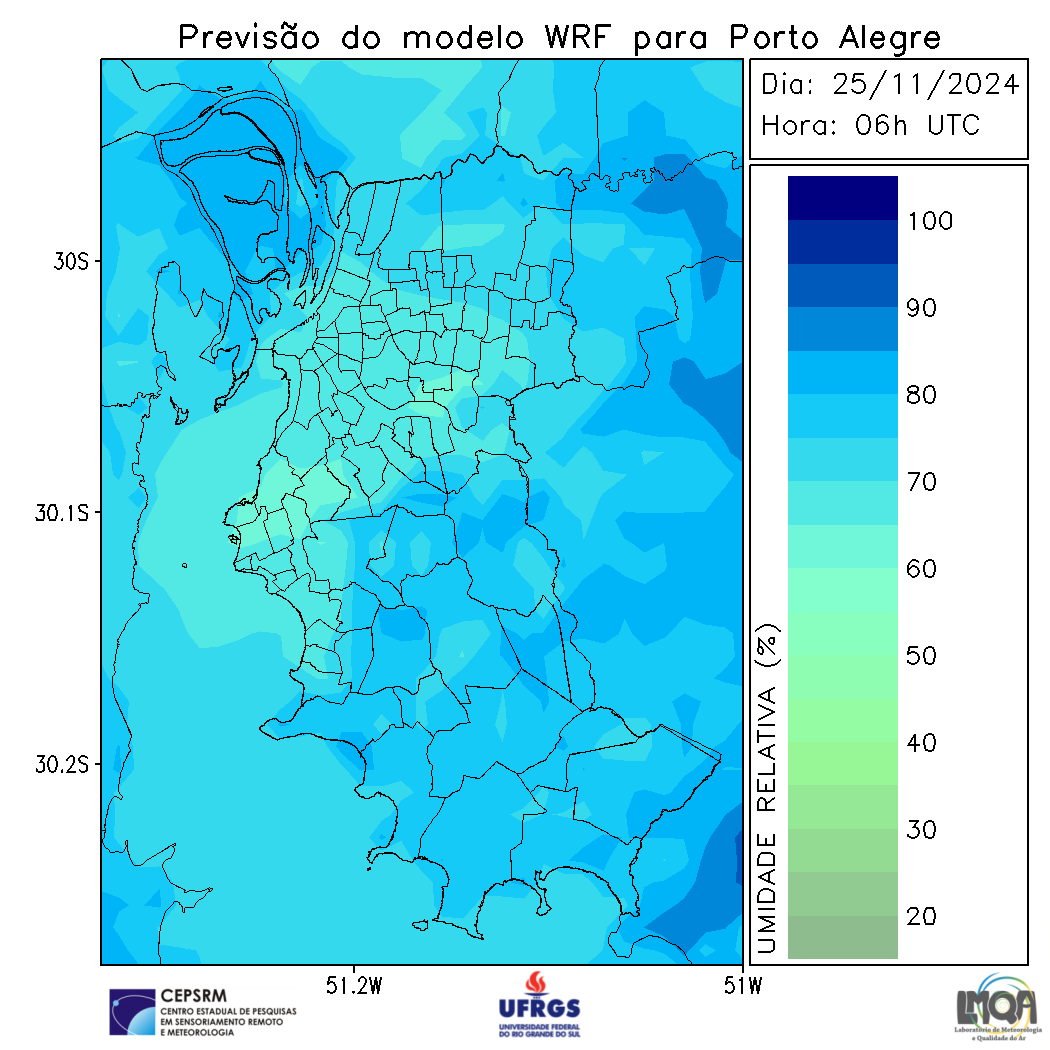 Previsão do modelo WRF para Porto Alegre
Dia: 25/11/2024
Hora: 06h UTC
100
90
80
70
60
50
40
30
20
UMIDADE RELATIVA (%)
30S
30.1S
30.2S
51.2W
51W
CEPSRM
CENTRO ESTADUAL DE PESQUISAS
EM SENSORIAMENTO REMOTO
E METEOROLOGIA
UFRGS
UNIVERSIDADE FEDERAL
DO RIO GRANDE DO SUL
LMQA
Laboratório de Meteorologia
e Qualidade do Ar